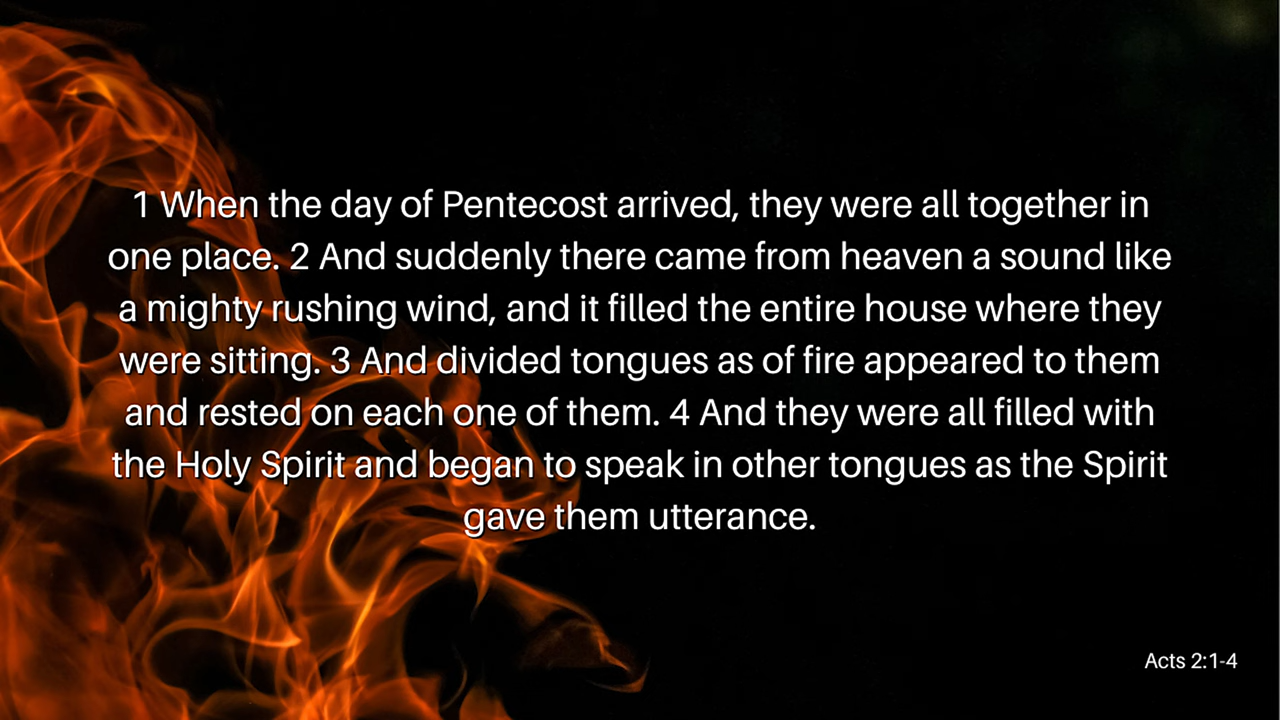 1 When the day of Pentecost arrived, they were all together in
one place. 2 And suddenly there came from heaven a sound like
a mighty rushing wind, and it filled the entire house where they
were sitting. 3 And divided tongues as of fire appeared to them
and rested on each one of them. 4 And they were all filled with
the Holy Spirit and began to speak in other tongues as the Spirit
gave them utterance.
Acts 2:1-4